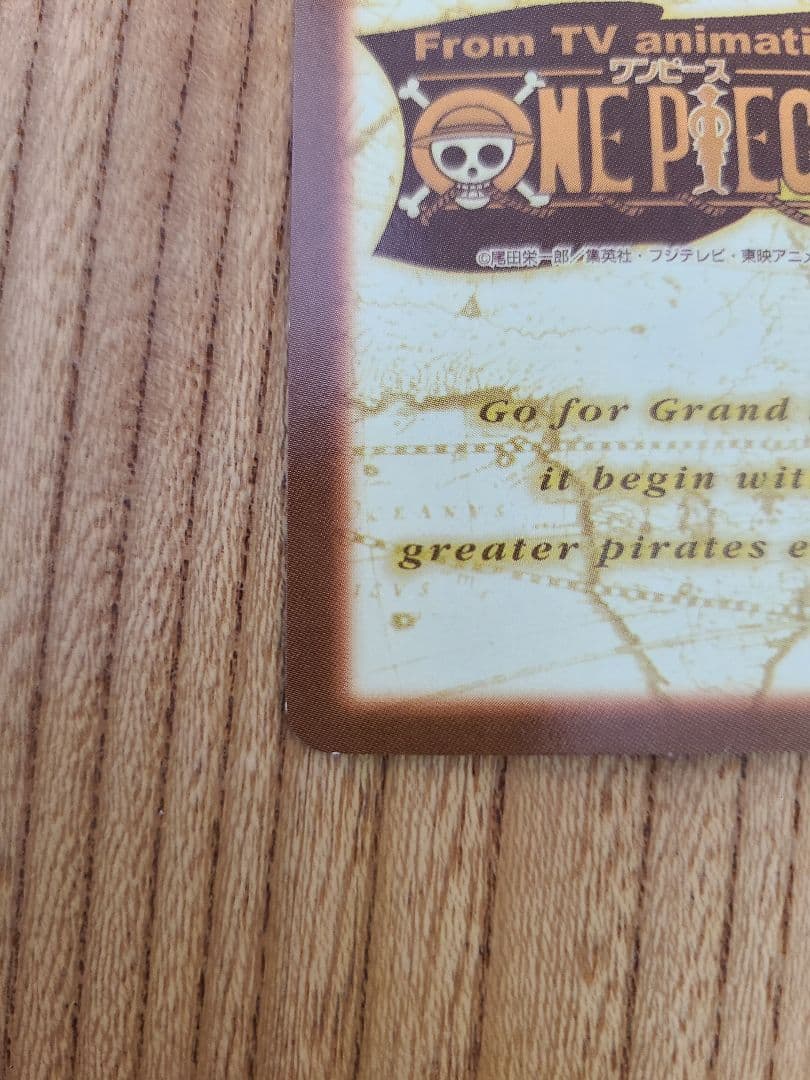 From TV animati
ワンピース
ONE PIEC
©尾田栄一郎／集英社・フジテレビ・東映アニメ
Go for Grand
it begin wit
greater pirates e